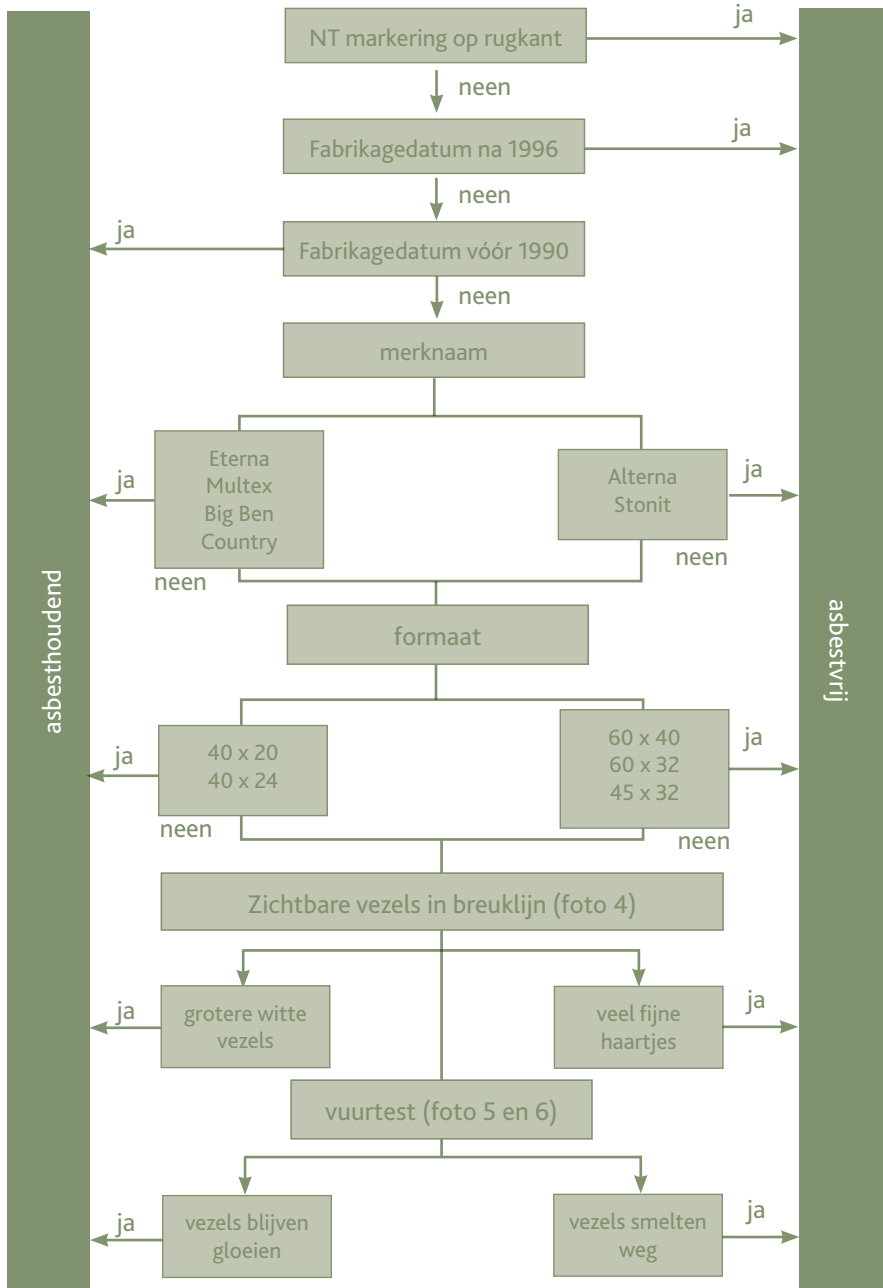 NT markering op rugkant
ja
neen
Fabrikagedatum na 1996
ja
neen
ja
Fabrikagedatum vóór 1990
neen
merknaam
ja
Eterna
Multex
Big Ben
Country
neen
Alterna
Stonit
ja
neen
asbesthoudend
asbestvrij
formaat
ja
40 x 20
40 x 24
neen
60 x 40
60 x 32
45 x 32
ja
neen
Zichtbare vezels in breuklijn (foto 4)
ja
grotere witte
vezels
veel fijne
haartjes
ja
vuurtest (foto 5 en 6)
ja
vezels blijven
gloeien
vezels smelten
weg
ja